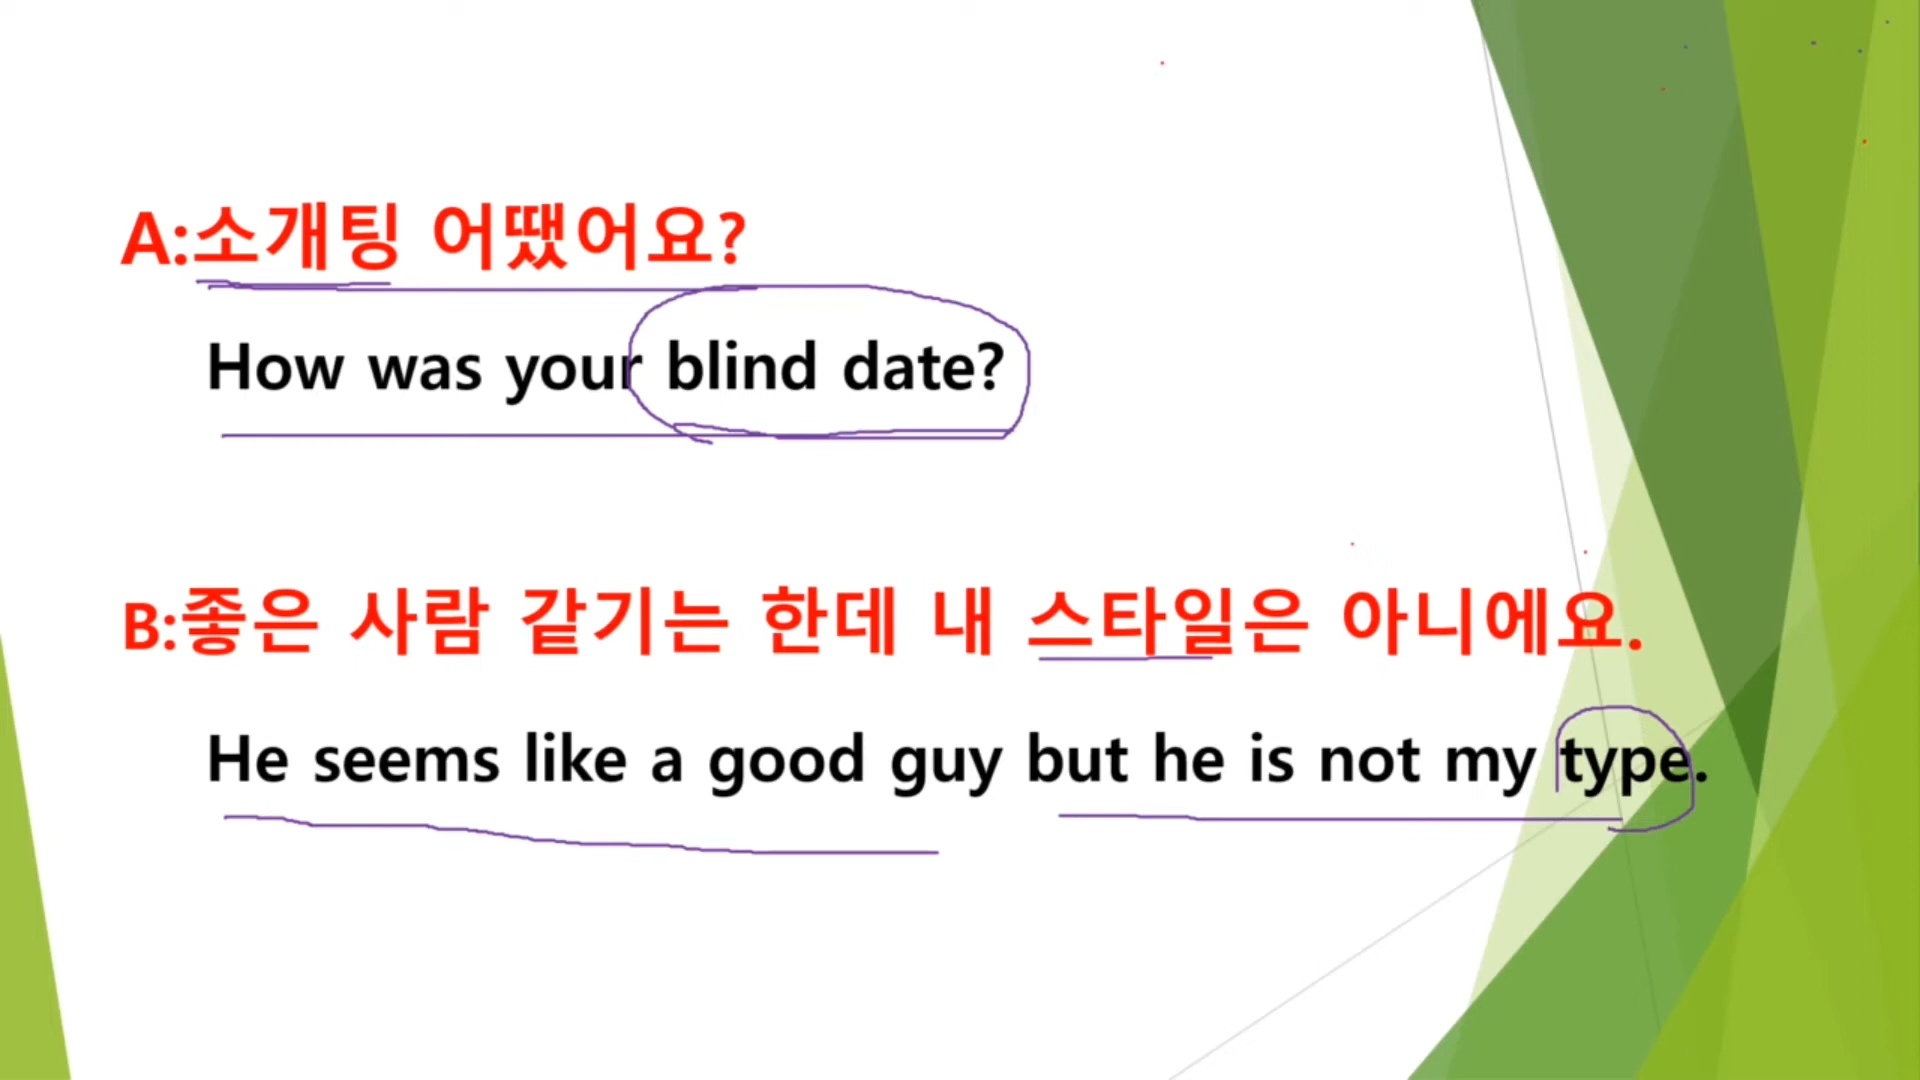 A:소개팅 어땠어요?
How was your blind date?
B:좋은 사람 같기는 한데 내 스타일은 아니에요.
He seems like a good guy but he is not my type.